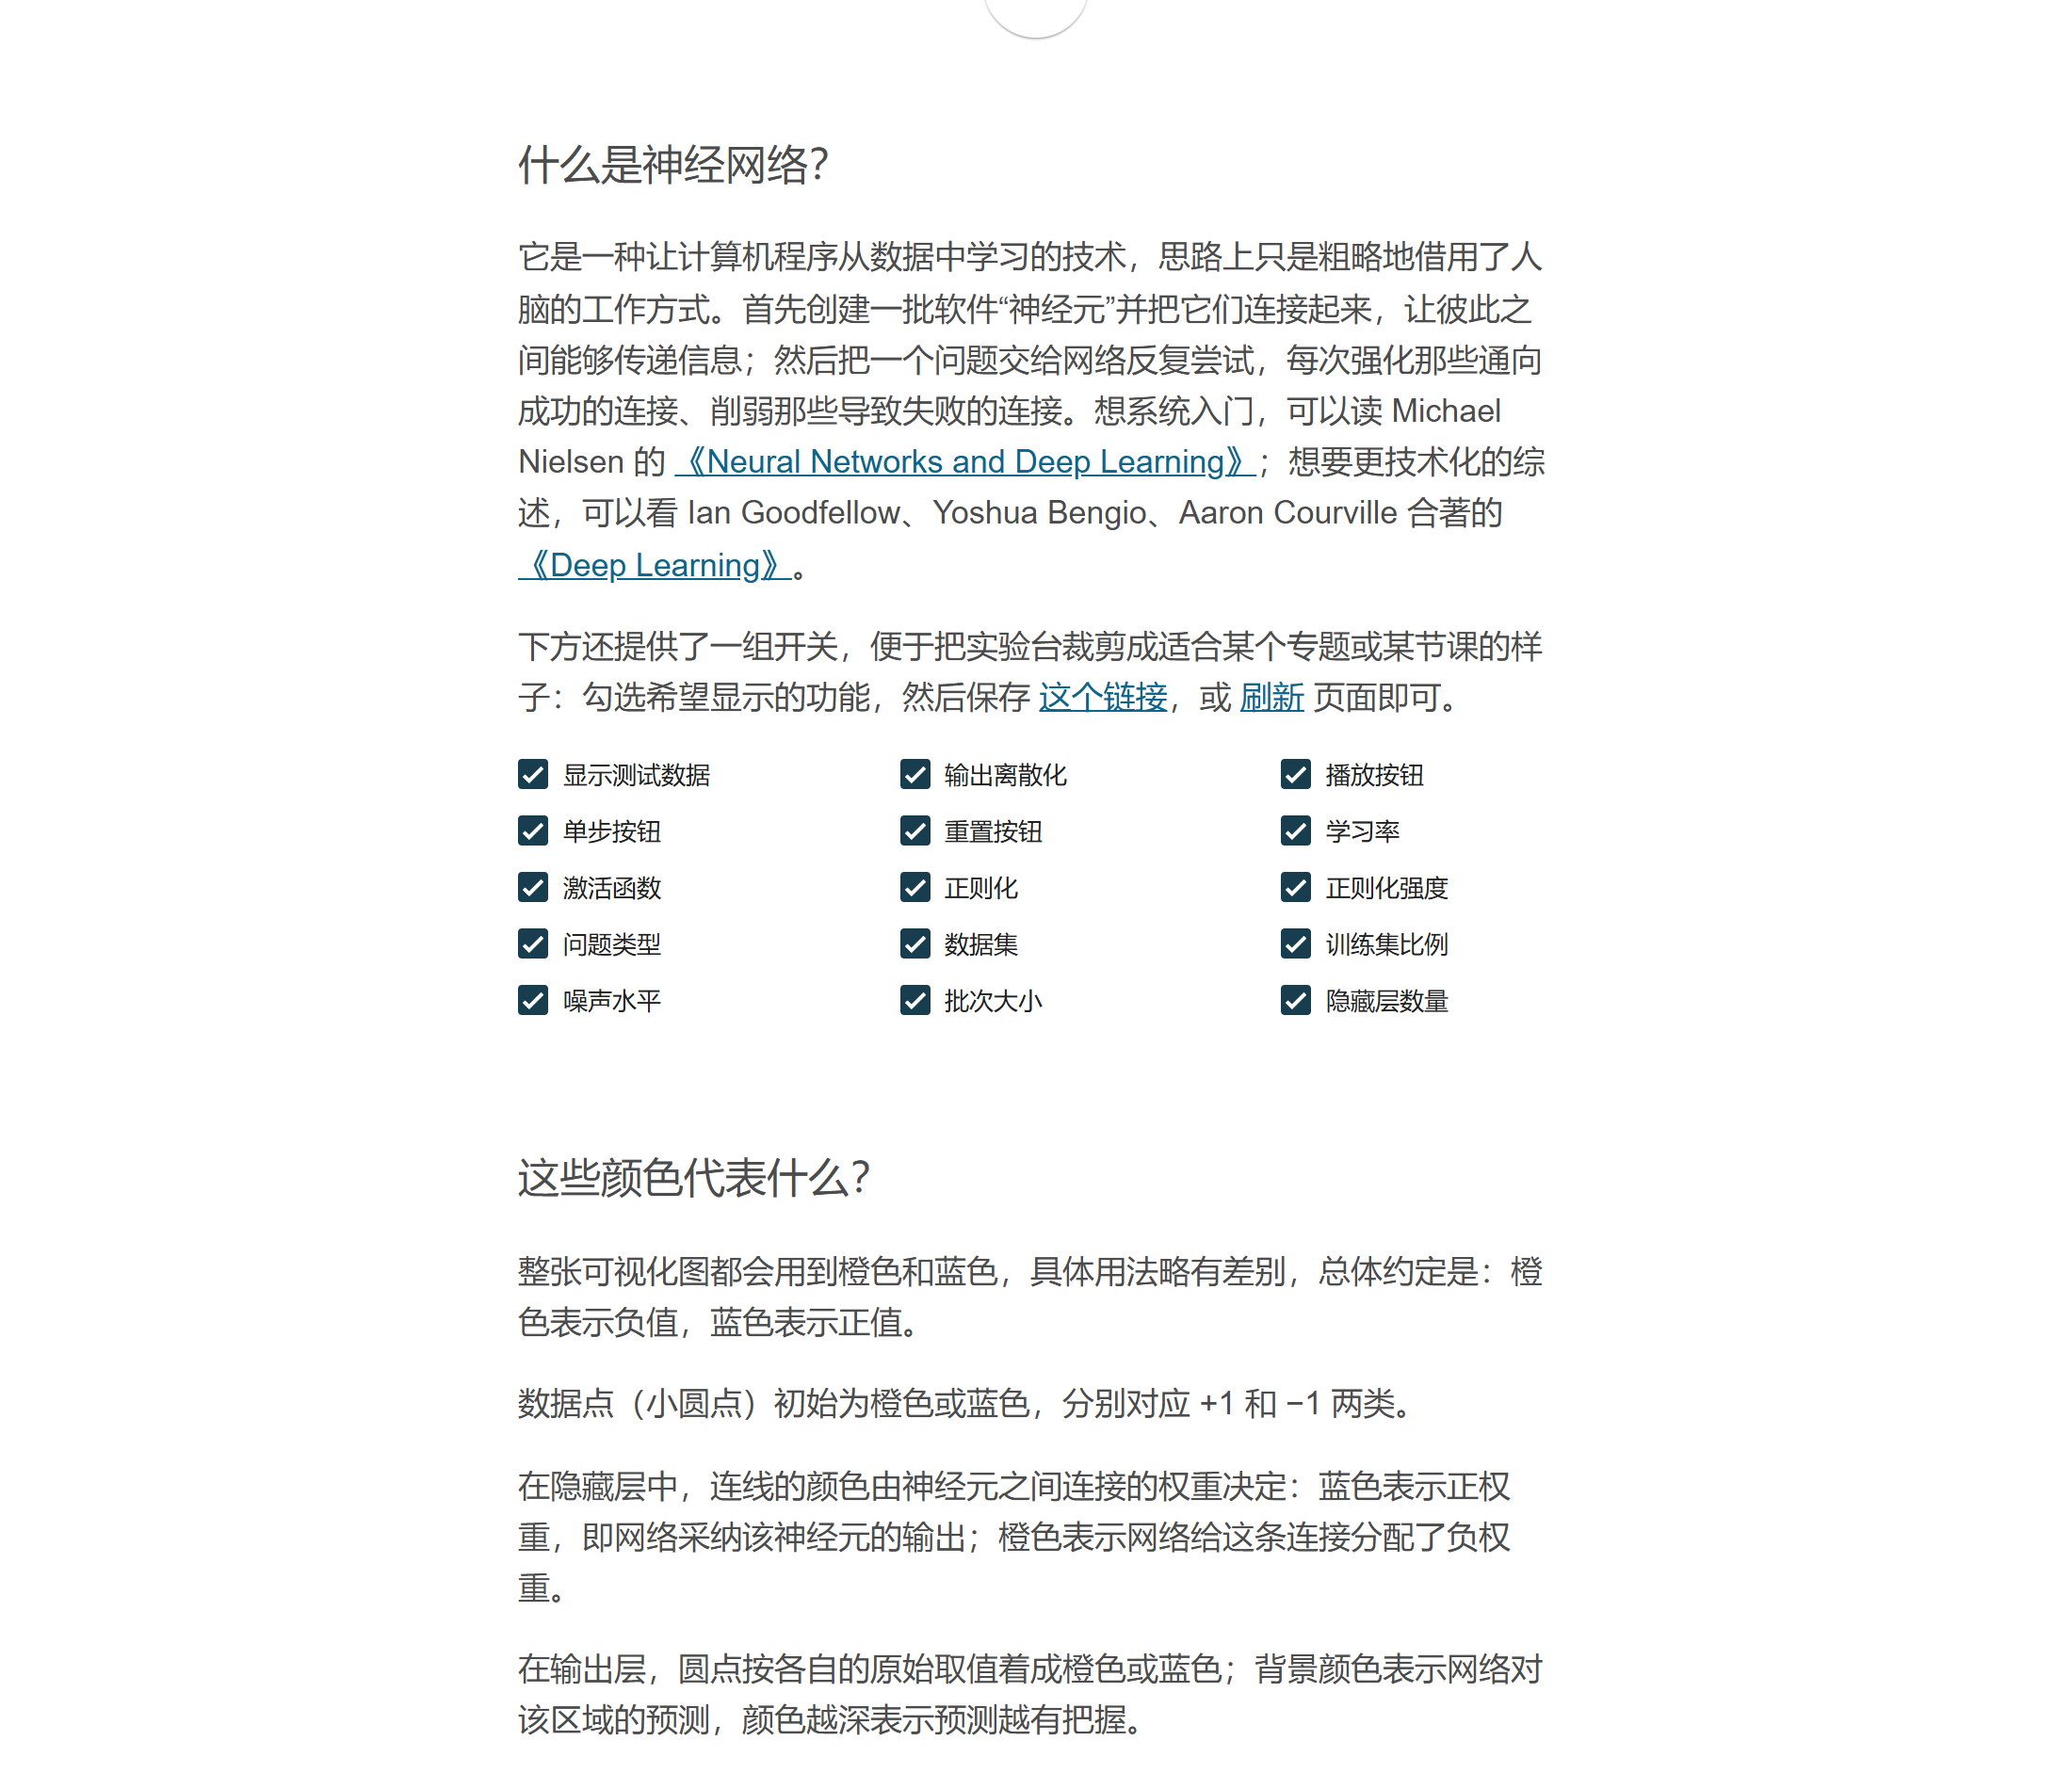 什么是神经网络？
它是一种让计算机程序从数据中学习的技术，思路上只是粗略地借用了人
脑的工作方式。首先创建一批软件“神经元”并把它们连接起来，让彼此之
间能够传递信息；然后把一个问题交给网络反复尝试，每次强化那些通向
成功的连接、削弱那些导致失败的连接。想系统入门，可以读 Michael
Nielsen 的 《Neural Networks and Deep Learning》；想要更技术化的综
述，可以看 Ian Goodfellow、Yoshua Bengio、Aaron Courville 合著的
《Deep Learning》。
下方还提供了一组开关，便于把实验台裁剪成适合某个专题或某节课的样
子：勾选希望显示的功能，然后保存 这个链接，或 刷新 页面即可。
显示测试数据 输出离散化 播放按钮
单步按钮 重置按钮 学习率
激活函数 正则化 正则化强度
问题类型 数据集 训练集比例
噪声水平 批次大小 隐藏层数量
这些颜色代表什么？
整张可视化图都会用到橙色和蓝色，具体用法略有差别，总体约定是：橙
色表示负值，蓝色表示正值。
数据点（小圆点）初始为橙色或蓝色，分别对应 +1 和 −1 两类。
在隐藏层中，连线的颜色由神经元之间连接的权重决定：蓝色表示正权
重，即网络采纳该神经元的输出；橙色表示网络给这条连接分配了负权
重。
在输出层，圆点按各自的原始取值着成橙色或蓝色；背景颜色表示网络对
该区域的预测，颜色越深表示预测越有把握。